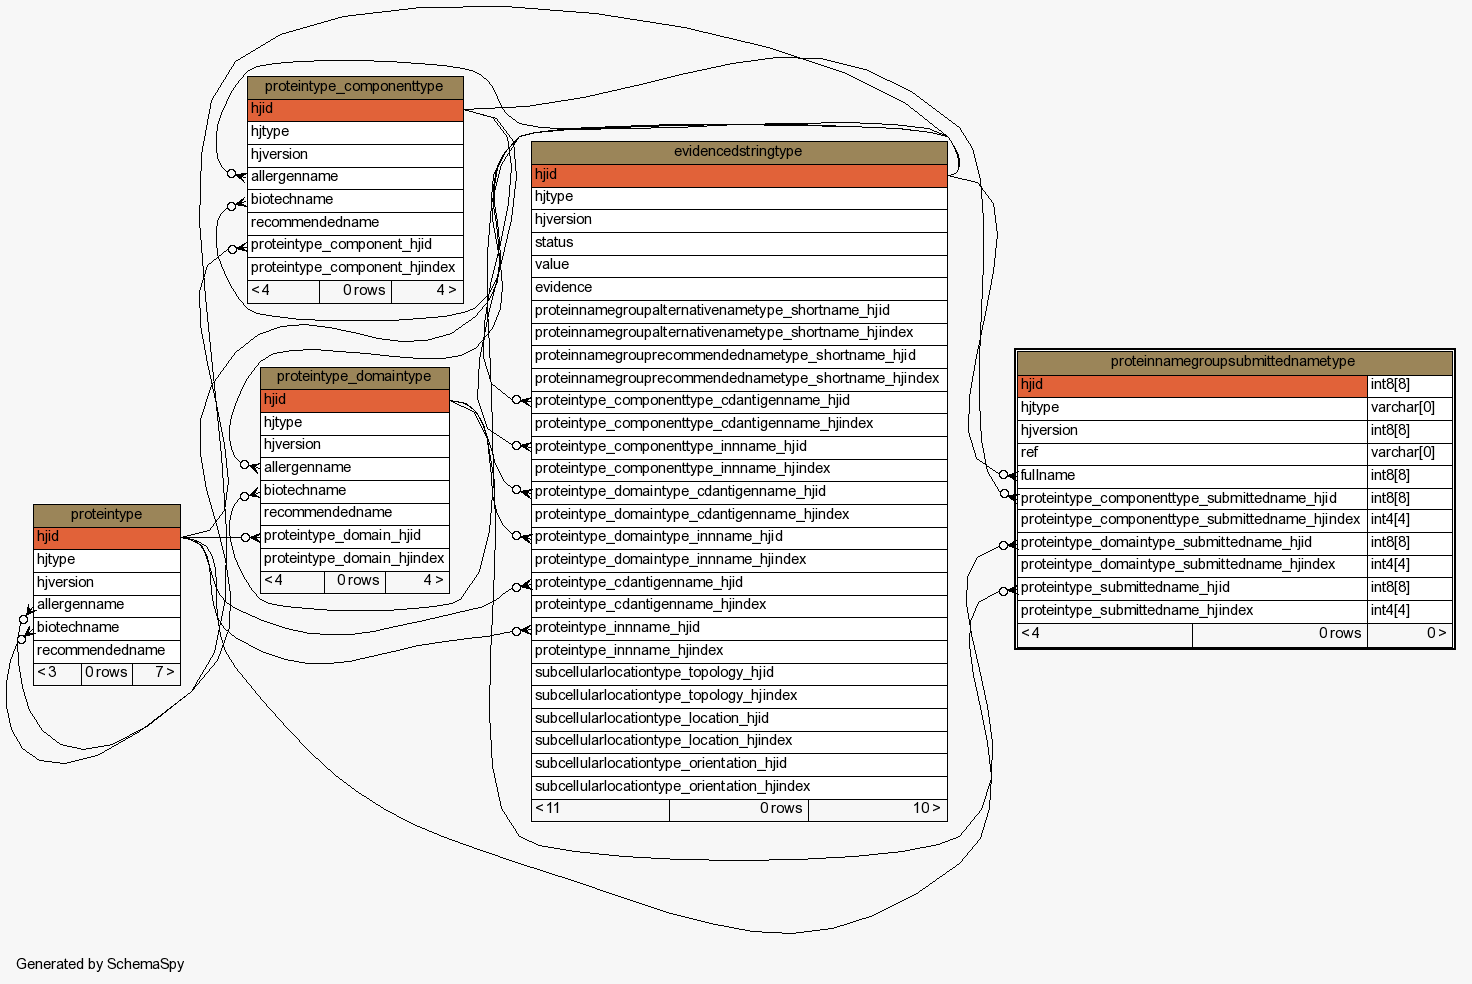 proteintype_componenttype
hjid
hjtype
hjversion
allergenname
biotechname
recommendedname
proteintype_component_hjid
proteintype_component_hjindex
< 4 0 rows 4 >
proteintype_domaintype
hjid
hjtype
hjversion
allergenname
biotechname
recommendedname
proteintype_domain_hjid
proteintype_domain_hjindex
< 4 0 rows 4 >
proteintype
hjid
hjtype
hjversion
allergenname
biotechname
recommendedname
< 3 0 rows 7 >
evidencedstringtype
hjid
hjtype
hjversion
status
value
evidence
proteinnamegroupalternativenametype_shortname_hjid
proteinnamegroupalternativenametype_shortname_hjindex
proteinnamegrouprecommendednametype_shortname_hjid
proteinnamegrouprecommendednametype_shortname_hjindex
proteintype_componenttype_cdantigenname_hjid
proteintype_componenttype_cdantigenname_hjindex
proteintype_componenttype_innname_hjid
proteintype_componenttype_innname_hjindex
proteintype_domaintype_cdantigenname_hjid
proteintype_domaintype_cdantigenname_hjindex
proteintype_domaintype_innname_hjid
proteintype_domaintype_innname_hjindex
proteintype_cdantigenname_hjid
proteintype_cdantigenname_hjindex
proteintype_innname_hjid
proteintype_innname_hjindex
subcellularlocationtype_topology_hjid
subcellularlocationtype_topology_hjindex
subcellularlocationtype_location_hjid
subcellularlocationtype_location_hjindex
subcellularlocationtype_orientation_hjid
subcellularlocationtype_orientation_hjindex
< 11 0 rows 10 >
proteinnamegroupsubmittednametype
hjid int8[8]
hjtype varchar[0]
hjversion int8[8]
ref varchar[0]
fullname int8[8]
proteintype_componenttype_submittedname_hjid int8[8]
proteintype_componenttype_submittedname_hjindex int4[4]
proteintype_domaintype_submittedname_hjid int8[8]
proteintype_domaintype_submittedname_hjindex int4[4]
proteintype_submittedname_hjid int8[8]
proteintype_submittedname_hjindex int4[4]
< 4 0 rows 0 >
Generated by SchemaSpy